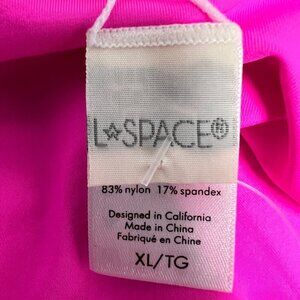 L*SPACE®
83% nylon 17% spandex
Designed in California
Made in China
Fabriqué en Chine
XL/TG